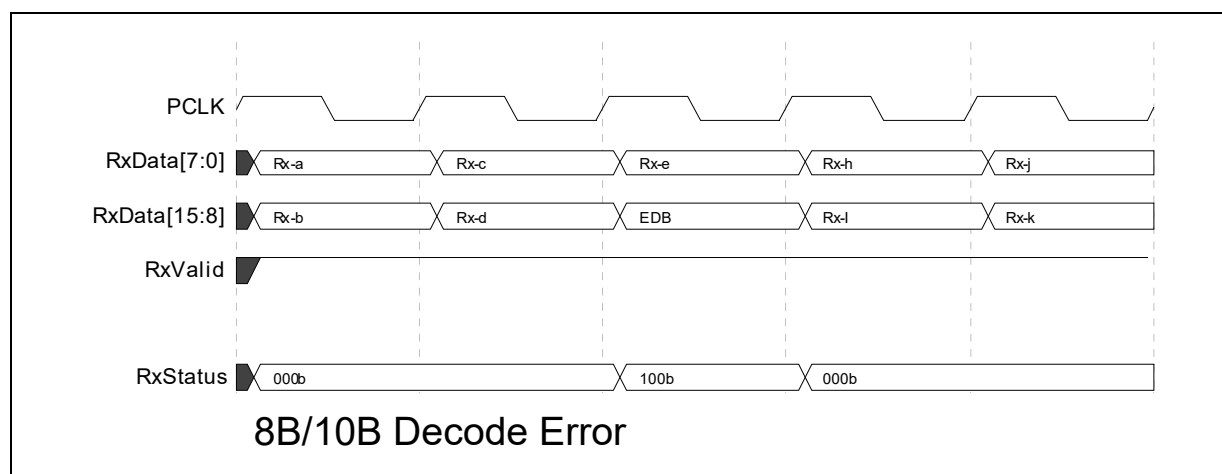 PCLK
RxData[7:0] Rx-a Rx-c Rx-e Rx-h Rx-j
RxData[15:8] Rx-b Rx-d EDB Rx-l Rx-k
RxValid
RxStatus 000b 100b 000b
8B/10B Decode Error